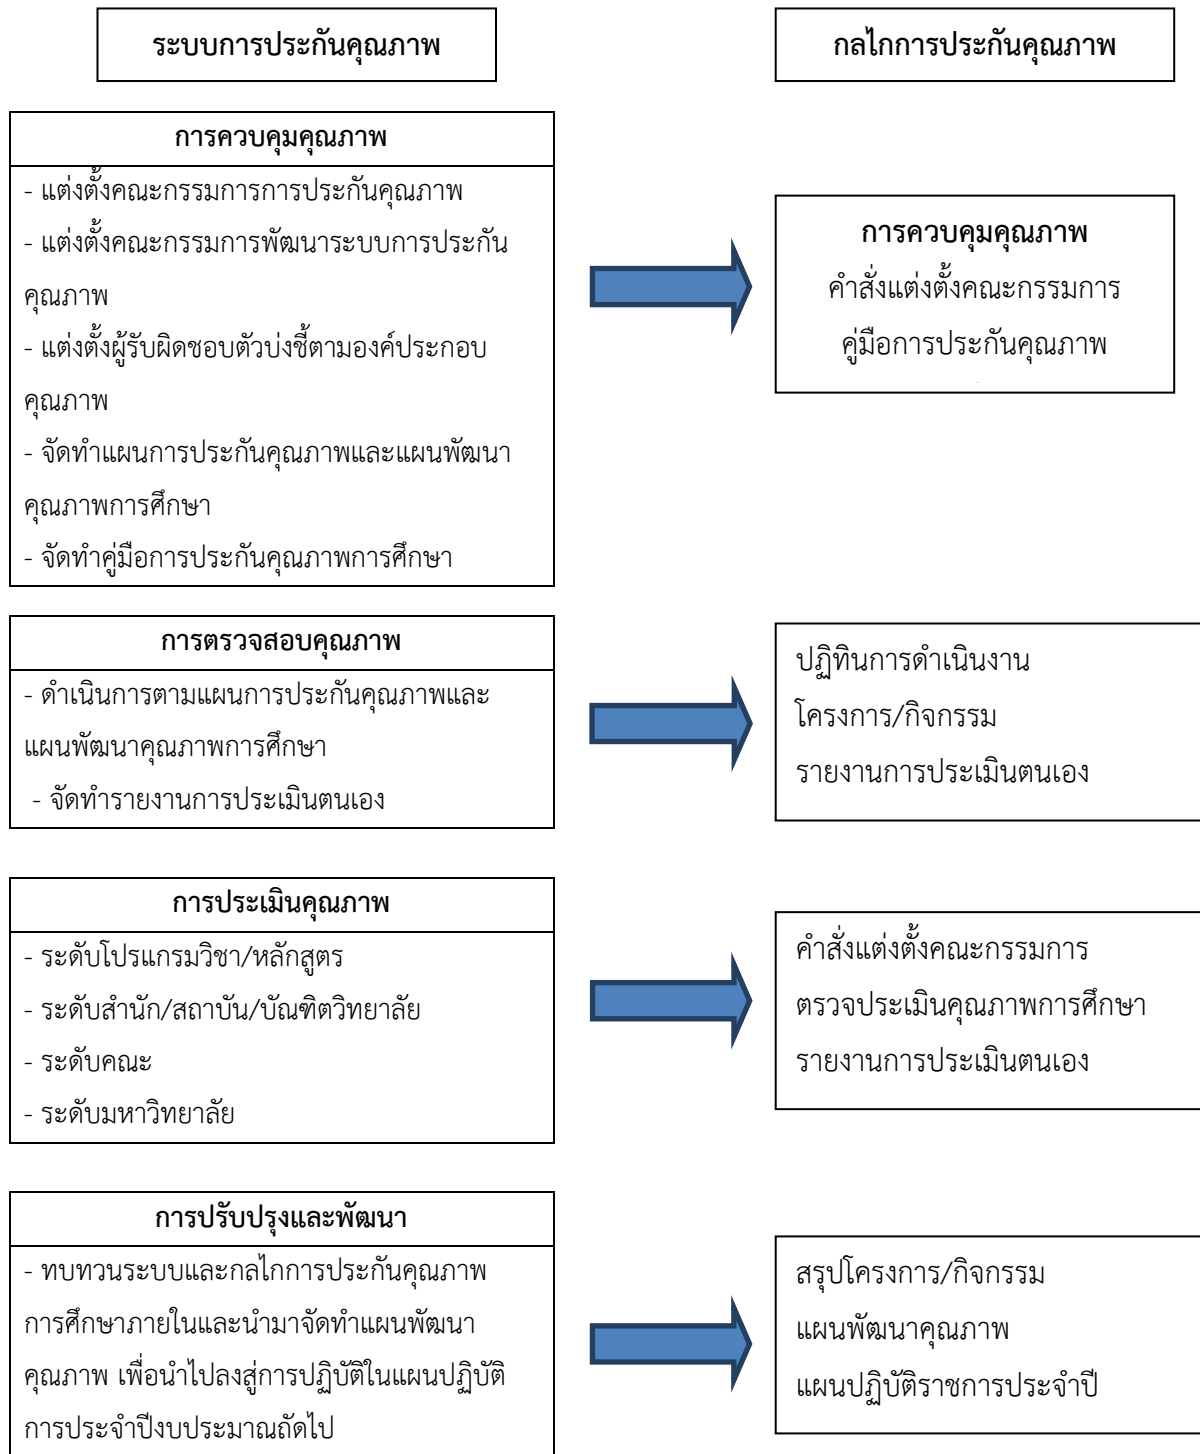 ระบบการประกันคุณภาพ
กลไกการประกันคุณภาพ
การควบคุมคุณภาพ
- แต่งตั้งคณะกรรมการการประกันคุณภาพ
- แต่งตั้งคณะกรรมการพัฒนาระบบการประกัน
คุณภาพ
- แต่งตั้งผู้รับผิดชอบตัวบ่งชี้ตามองค์ประกอบ
คุณภาพ
- จัดทำแผนการประกันคุณภาพและแผนพัฒนา
คุณภาพการศึกษา
- จัดทำคู่มือการประกันคุณภาพการศึกษา
การควบคุมคุณภาพ
คำสั่งแต่งตั้งคณะกรรมการ
คู่มือการประกันคุณภาพ
การตรวจสอบคุณภาพ
- ดำเนินการตามแผนการประกันคุณภาพและ
แผนพัฒนาคุณภาพการศึกษา
- จัดทำรายงานการประเมินตนเอง
ปฏิทินการดำเนินงาน
โครงการ/กิจกรรม
รายงานการประเมินตนเอง
การประเมินคุณภาพ
- ระดับโปรแกรมวิชา/หลักสูตร
- ระดับสำนัก/สถาบัน/บัณฑิตวิทยาลัย
- ระดับคณะ
- ระดับมหาวิทยาลัย
คำสั่งแต่งตั้งคณะกรรมการ
ตรวจประเมินคุณภาพการศึกษา
รายงานการประเมินตนเอง
การปรับปรุงและพัฒนา
- ทบทวนระบบและกลไกการประกันคุณภาพ
การศึกษาภายในและนำมาจัดทำแผนพัฒนา
คุณภาพ เพื่อนำไปลงสู่การปฏิบัติในแผนปฏิบัติ
การประจำปีงบประมาณถัดไป
สรุปโครงการ/กิจกรรม
แผนพัฒนาคุณภาพ
แผนปฏิบัติราชการประจำปี